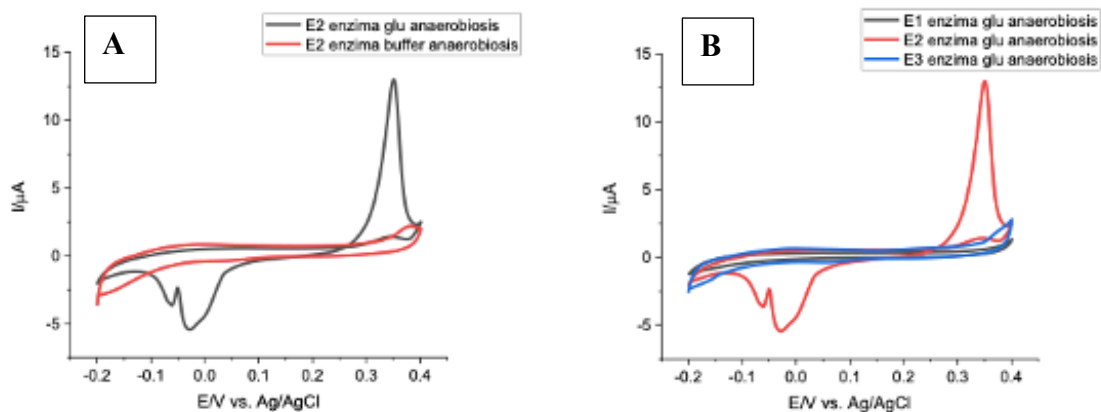 A
E2 enzima glu anaerobiosis
E2 enzima buffer anaerobiosis
15
10
5
0
-5
I/µA
-0.2 -0.1 0.0 0.1 0.2 0.3 0.4
E/V vs. Ag/AgCl
B
E1 enzima glu anaerobiosis
E2 enzima glu anaerobiosis
E3 enzima glu anaerobiosis
15
10
5
0
-5
I/µA
-0.2 -0.1 0.0 0.1 0.2 0.3 0.4
E/V vs. Ag/AgCl